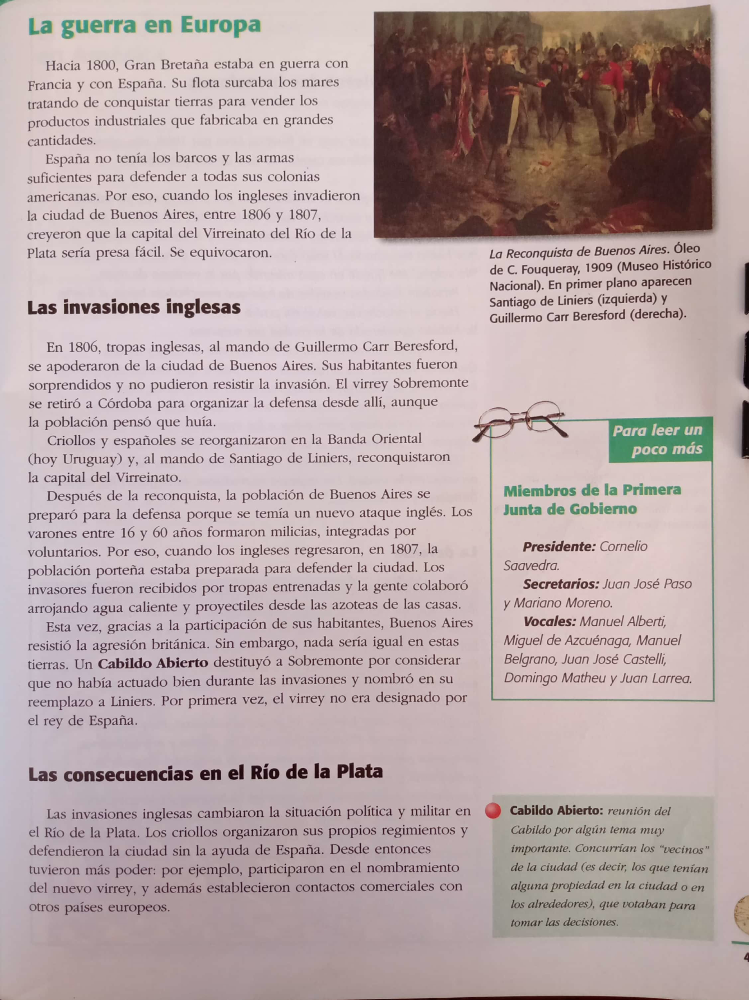 La guerra en Europa
Hacia 1800, Gran Bretaña estaba en guerra con
Francia y con España. Su flota surcaba los mares
tratando de conquistar tierras para vender los
productos industriales que fabricaba en grandes
cantidades.
España no tenía los barcos y las armas
suficientes para defender a todas sus colonias
americanas. Por eso, cuando los ingleses invadieron
la ciudad de Buenos Aires, entre 1806 y 1807,
creyeron que la capital del Virreinato del Río de la
Plata sería presa fácil. Se equivocaron.
La Reconquista de Buenos Aires. Óleo
de C. Fouqueray, 1909 (Museo Histórico
Nacional). En primer plano aparecen
Santiago de Liniers (izquierda) y
Guillermo Carr Beresford (derecha).
Las invasiones inglesas
En 1806, tropas inglesas, al mando de Guillermo Carr Beresford,
se apoderaron de la ciudad de Buenos Aires. Sus habitantes fueron
sorprendidos y no pudieron resistir la invasión. El virrey Sobremonte
se retiró a Córdoba para organizar la defensa desde allí, aunque
la población pensó que huía.
Criollos y españoles se reorganizaron en la Banda Oriental
(hoy Uruguay) y, al mando de Santiago de Liniers, reconquistaron
la capital del Virreinato.
Después de la reconquista, la población de Buenos Aires se
preparó para la defensa porque se temía un nuevo ataque inglés. Los
varones entre 16 y 60 años formaron milicias, integradas por
voluntarios. Por eso, cuando los ingleses regresaron, en 1807, la
población porteña estaba preparada para defender la ciudad. Los
invasores fueron recibidos por tropas entrenadas y la gente colaboró
arrojando agua caliente y proyectiles desde las azoteas de las casas.
Esta vez, gracias a la participación de sus habitantes, Buenos Aires
resistió la agresión británica. Sin embargo, nada sería igual en estas
tierras. Un Cabildo Abierto destituyó a Sobremonte por considerar
que no había actuado bien durante las invasiones y nombró en su
reemplazo a Liniers. Por primera vez, el virrey no era designado por
el rey de España.
Para leer un
poco más
Miembros de la Primera
Junta de Gobierno
Presidente: Cornelio
Saavedra.
Secretarios: Juan José Paso
y Mariano Moreno.
Vocales: Manuel Alberti,
Miguel de Azcuénaga, Manuel
Belgrano, Juan José Castelli,
Domingo Matheu y Juan Larrea.
Las consecuencias en el Río de la Plata
Las invasiones inglesas cambiaron la situación política y militar en
el Río de la Plata. Los criollos organizaron sus propios regimientos y
defendieron la ciudad sin la ayuda de España. Desde entonces
tuvieron más poder: por ejemplo, participaron en el nombramiento
del nuevo virrey, y además establecieron contactos comerciales con
otros países europeos.
Cabildo Abierto: reunión del
Cabildo por algún tema muy
importante. Concurrían los “vecinos”
de la ciudad (es decir, los que tenían
alguna propiedad en la ciudad o en
los alrededores), que votaban para
tomar las decisiones.